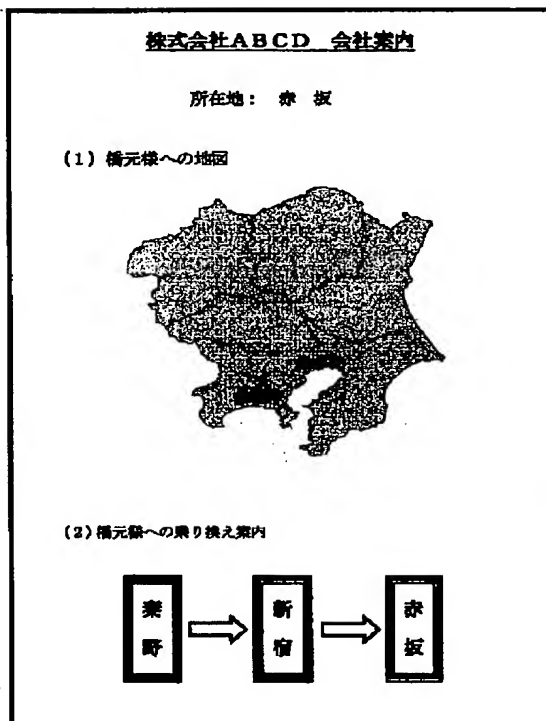 株式会社ABCD 会社案内
所在地： 赤 坂
(1) 橋元様への地図
(2) 橋元様への乗り換え案内
秦野
新宿
赤坂